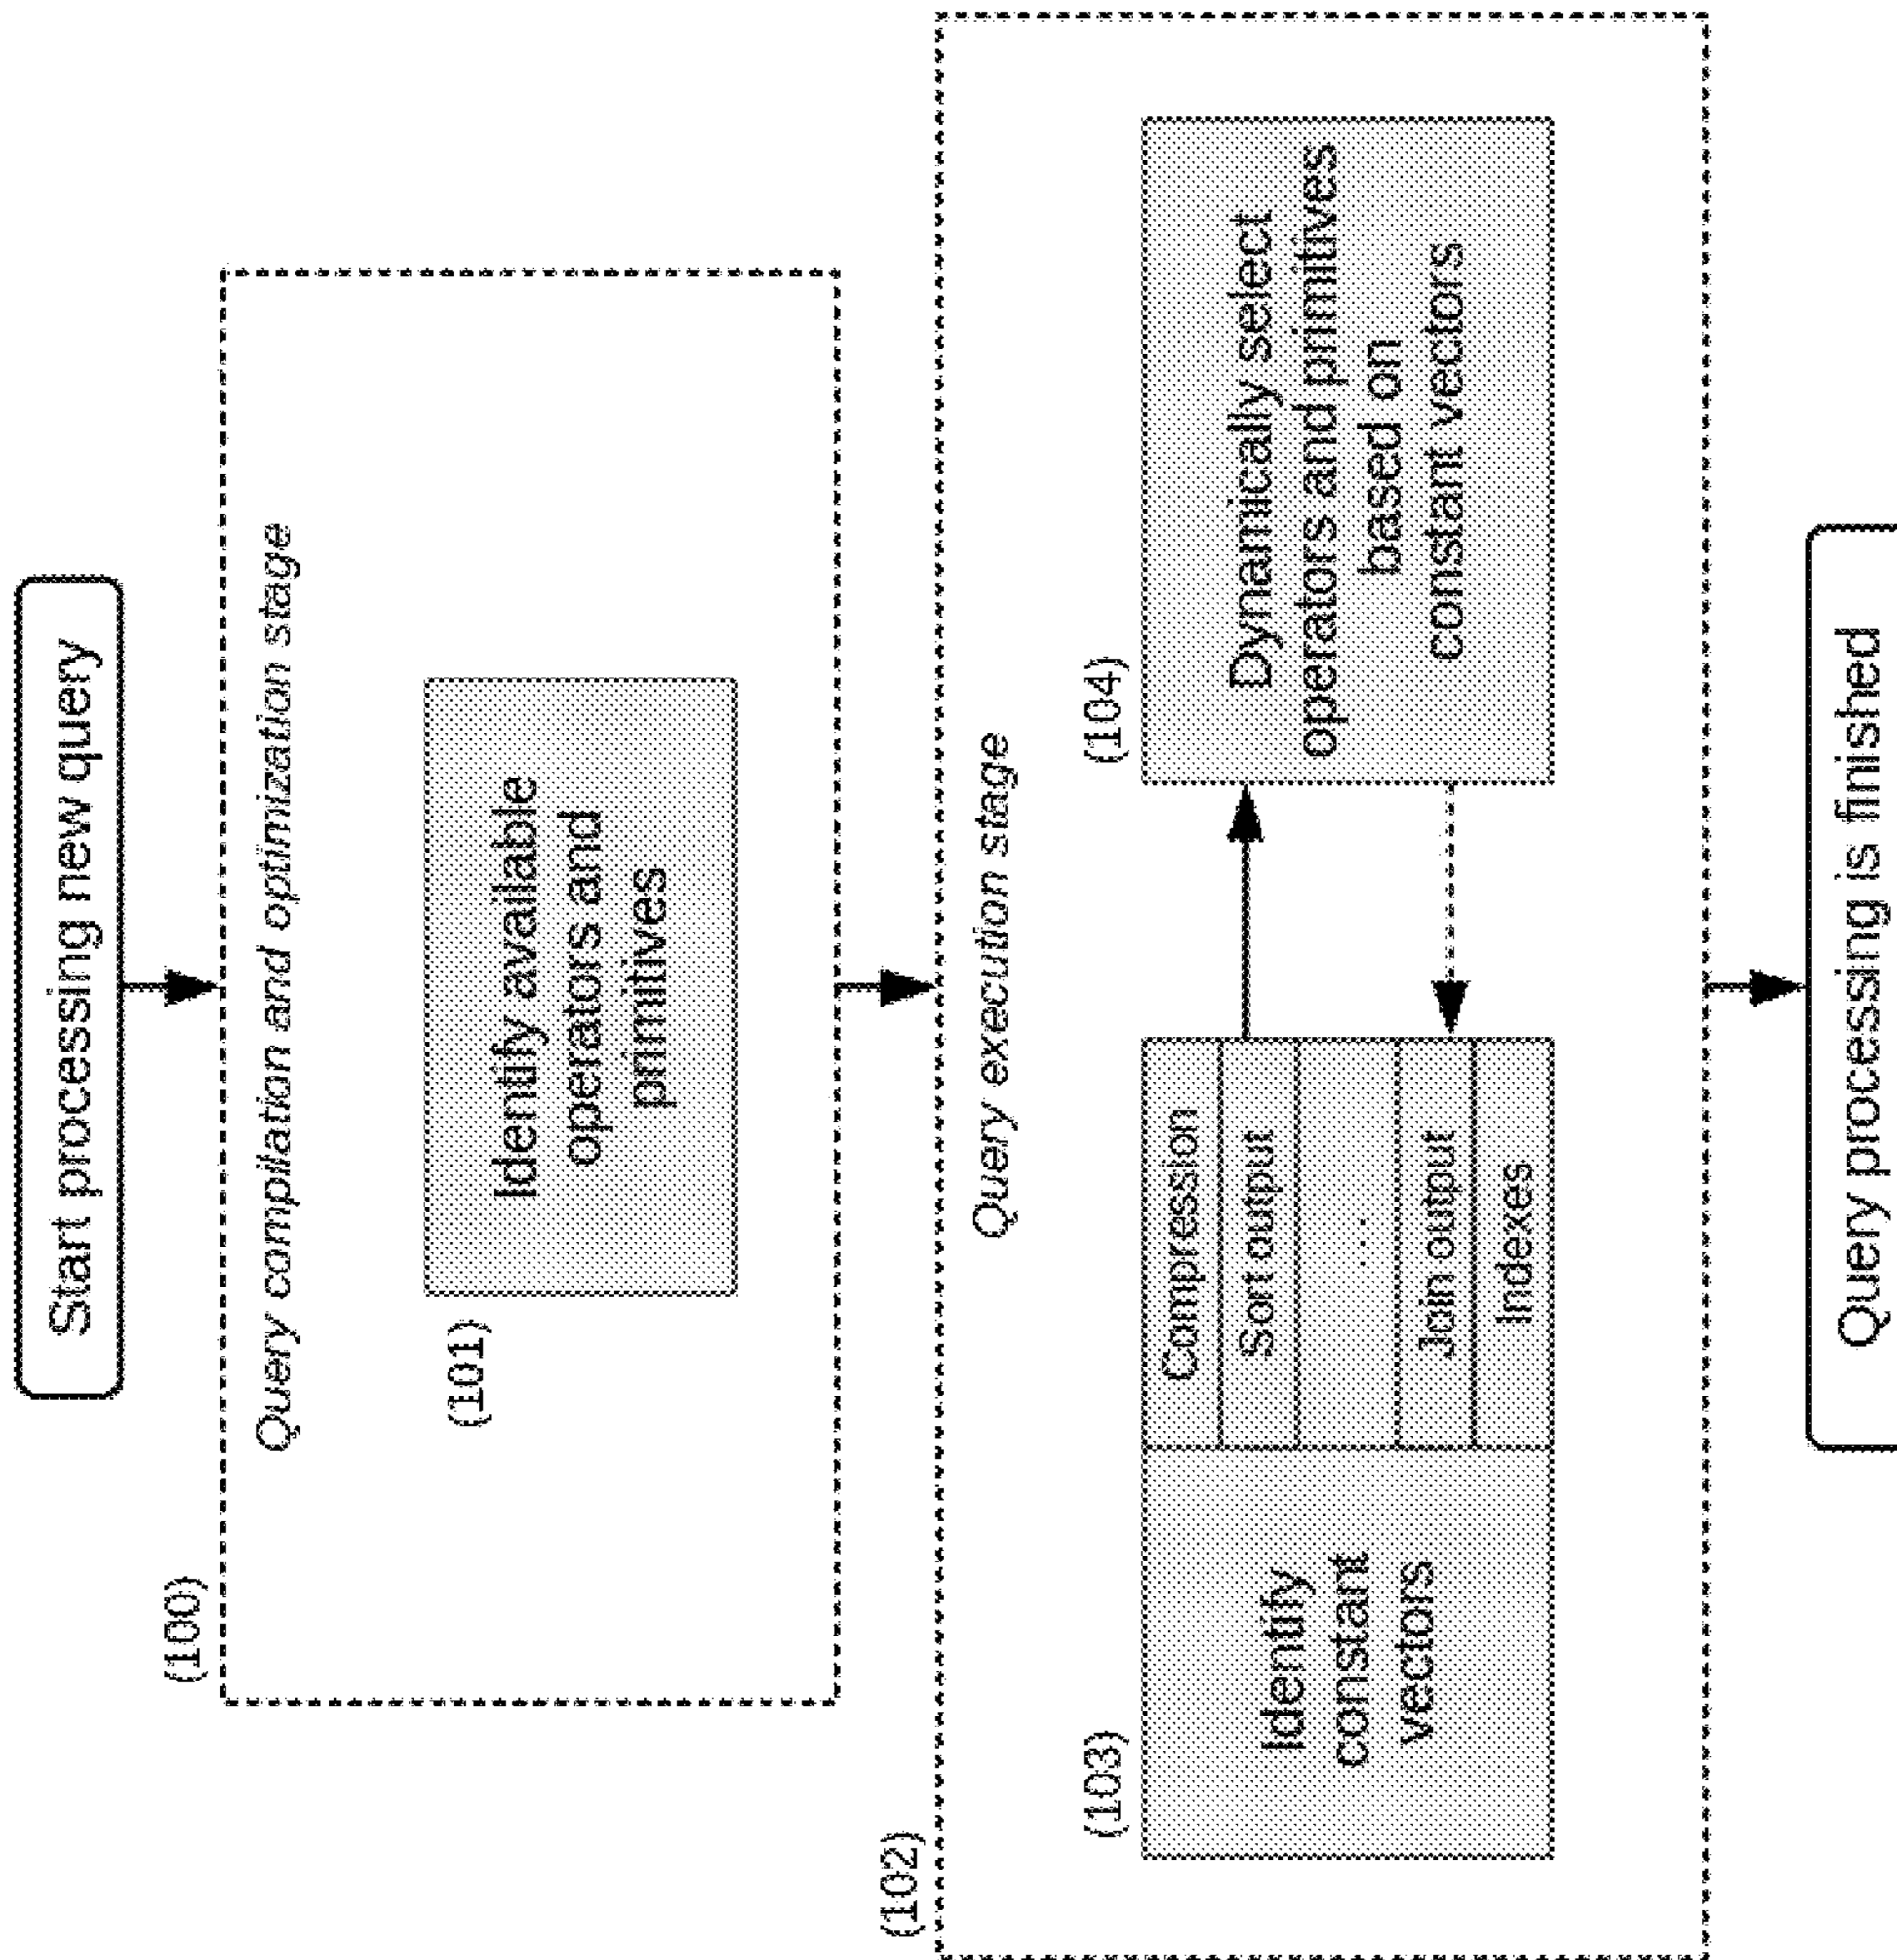 Start processing new query
(100)
Query compilation and optimization stage
(101)
Identify available
operators and
primitives
(102)
Query execution stage
(103)
Identify
constant
vectors
Compression
Sort output
...
Join output
Indexes
(104)
Dynamically select
operators and primitives
based on
constant vectors
Query processing is finished